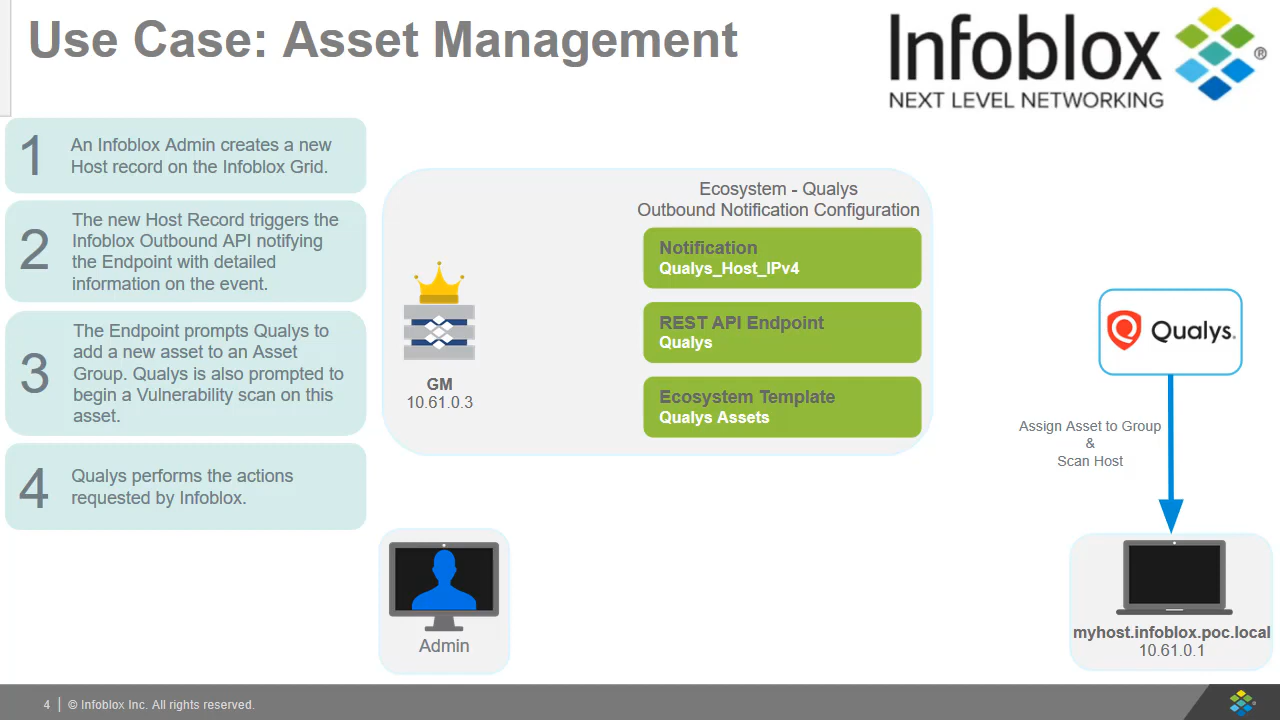 Use Case: Asset Management
Infoblox®
NEXT LEVEL NETWORKING
1
An Infoblox Admin creates a new
Host record on the Infoblox Grid.
2
The new Host Record triggers the
Infoblox Outbound API notifying
the Endpoint with detailed
information on the event.
3
The Endpoint prompts Qualys to
add a new asset to an Asset
Group. Qualys is also prompted to
begin a Vulnerability scan on this
asset.
4
Qualys performs the actions
requested by Infoblox.
Ecosystem - Qualys
Outbound Notification Configuration
Notification
Qualys_Host_IPv4
REST API Endpoint
Qualys
Ecosystem Template
Qualys Assets
GM
10.61.0.3
Qualys.
Assign Asset to Group
&
Scan Host
Admin
myhost.infoblox.poc.local
10.61.0.1
4 | © Infoblox Inc. All rights reserved.